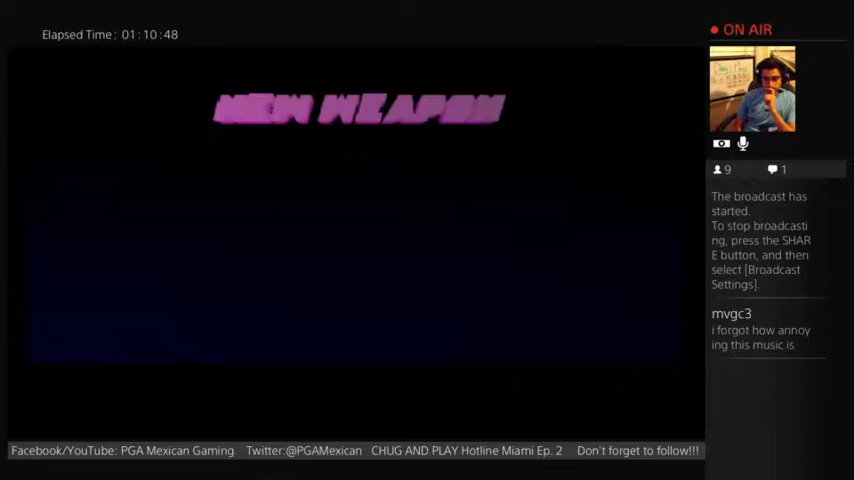 Elapsed Time: 01:10:48
ON AIR
NEW WEAPON
9
1
The broadcast has
started.
To stop broadcasti
ng, press the SHAR
E button, and then
select [Broadcast
Settings].
mvgc3
i forgot how annoy
ing this music is
Facebook/YouTube: PGA Mexican Gaming Twitter:@PGAMexican CHUG AND PLAY Hotline Miami Ep. 2 Don't forget to follow!!!